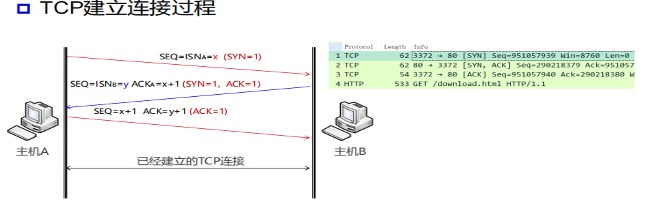 TCP建立连接过程
SEQ=ISNA=x (SYN=1)
SEQ=ISNB=y ACKA=x+1 (SYN=1, ACK=1)
SEQ=x+1 ACK=y+1 (ACK=1)
已经建立的TCP连接
主机A
主机B
Protocol Length Info
1 TCP 62 3372 → 80 [SYN] Seq=951057939 Win=8760 Len=0
2 TCP 62 80 → 3372 [SYN, ACK] Seq=290218379 Ack=951057
3 TCP 54 3372 → 80 [ACK] Seq=951057940 Ack=290218380 W
4 HTTP 533 GET /download.html HTTP/1.1